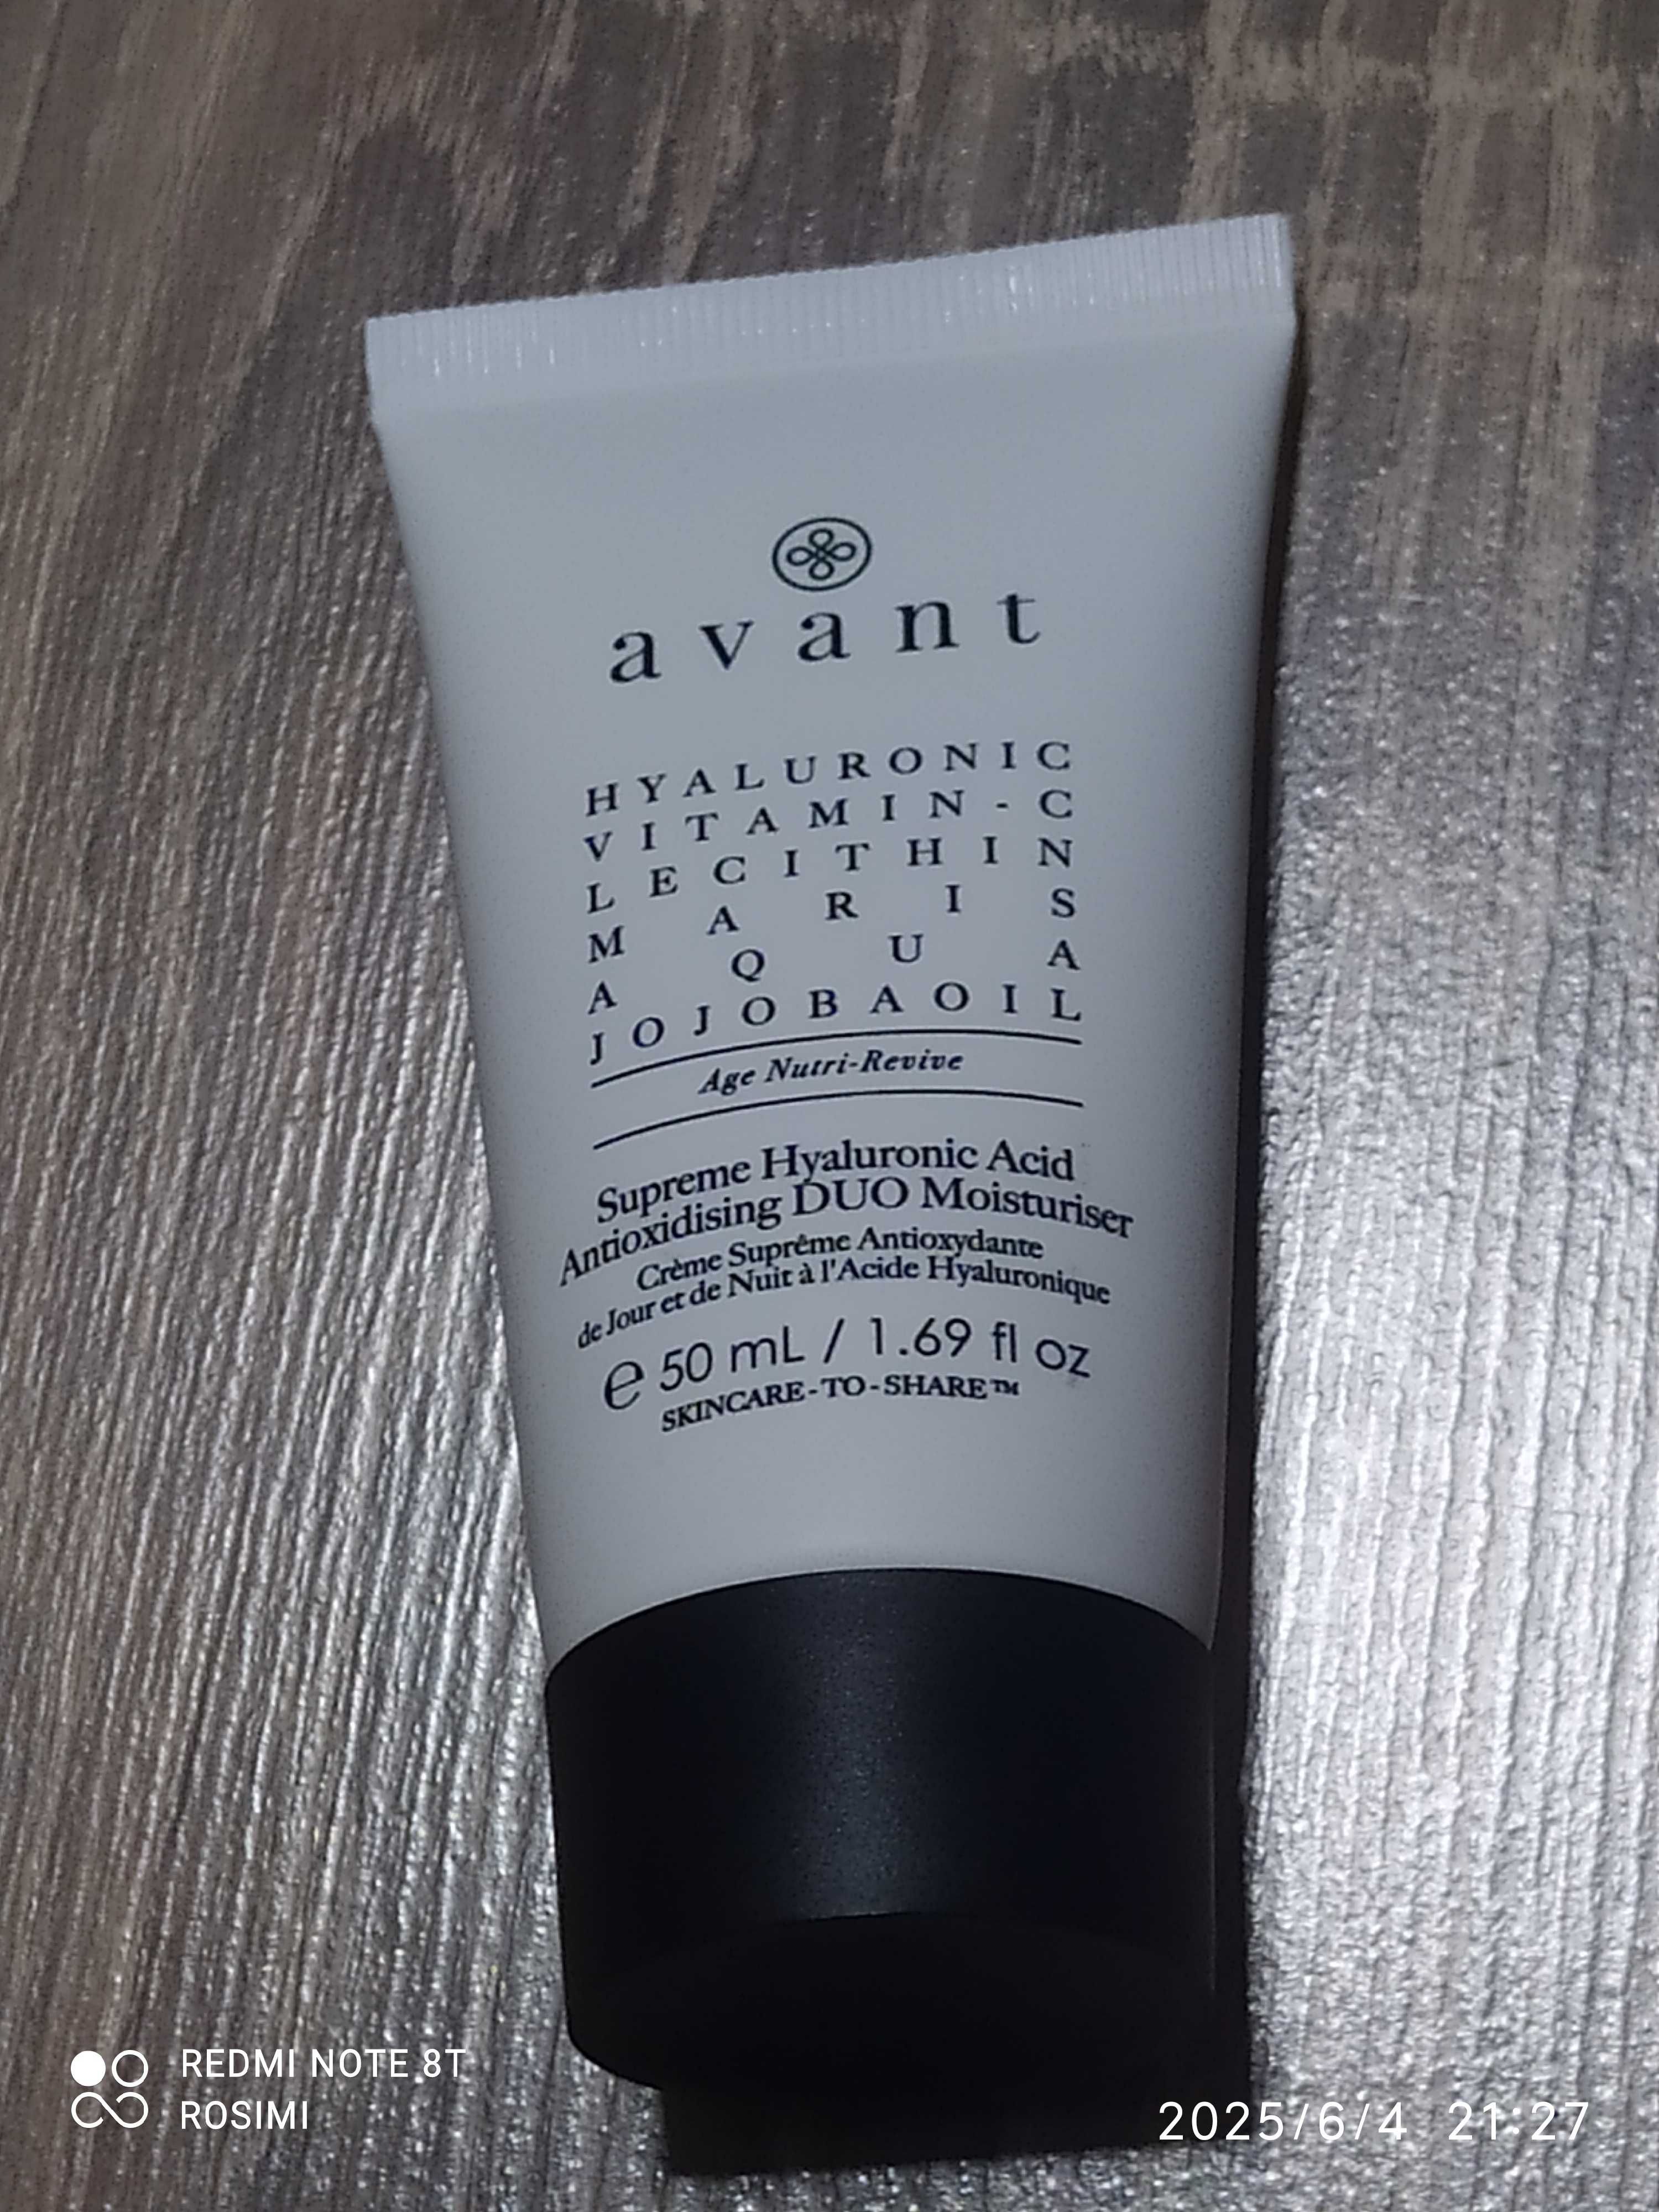 avant
HYALURONIC
VITAMIN-C
LECITHIN
MARIS
AQUA
JOJOBAOIL
Age Nutri-Revive
Supreme Hyaluronic Acid
Antioxidising DUO Moisturiser
Crème Suprême Antioxydante
de Jour et de Nuit à l'Acide Hyaluronique
e 50 mL / 1.69 fl oz
SKINCARE-TO-SHARE™
REDMI NOTE 8T
ROSIMI
2025/6/4 21:27